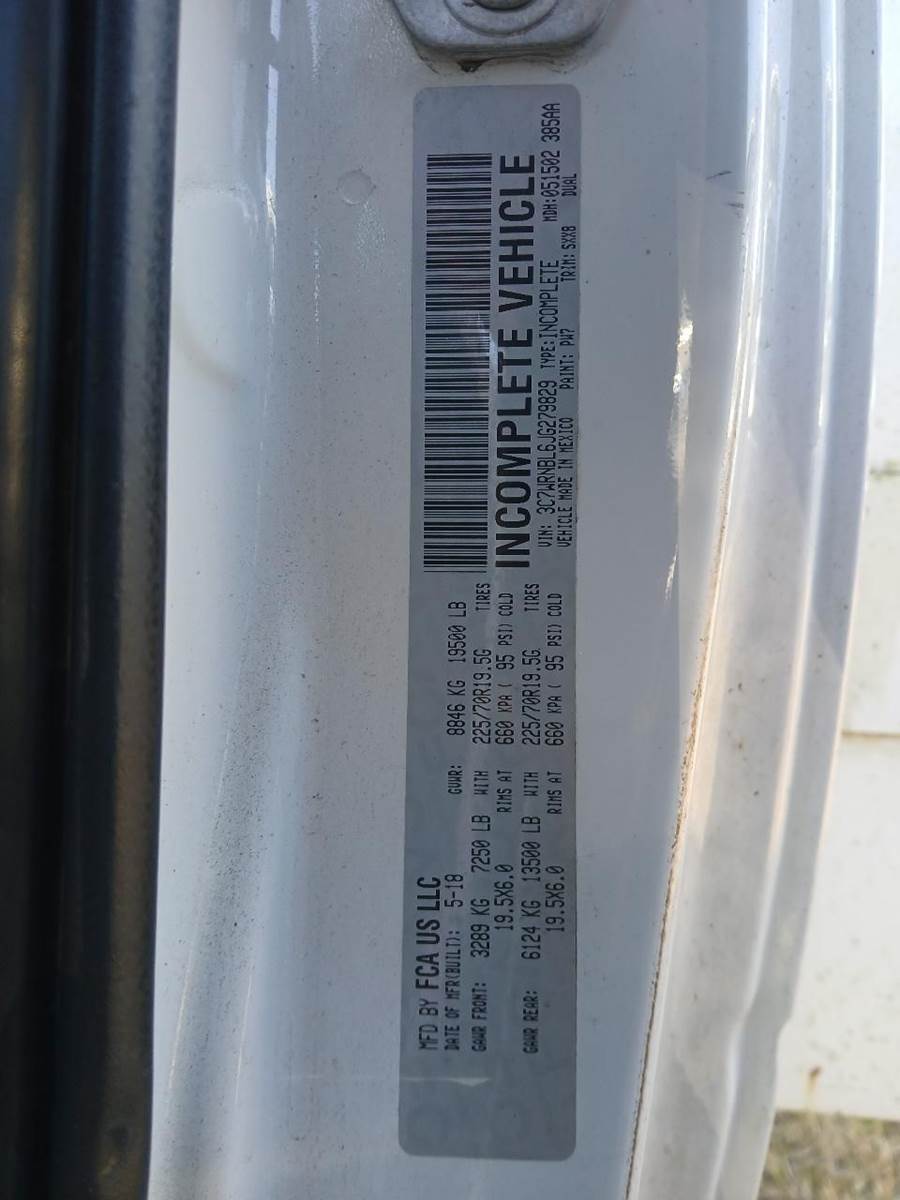 MFD BY FCA US LLC
DATE OF MFR(BUILT): 5-18 GVWR: 8846 KG 19500 LB
GAWR FRONT: 3289 KG 7250 LB WITH 225/70R19.5G TIRES
19.5X6.0 RIMS AT 660 KPA ( 95 PSI) COLD
GAWR REAR: 6124 KG 13500 LB WITH 225/70R19.5G TIRES
19.5X6.0 RIMS AT 660 KPA ( 95 PSI) COLD
INCOMPLETE VEHICLE
VIN: 3C7WRNBL6JG279829 TYPE:INCOMPLETE MDH:051502 385AA
VEHICLE MADE IN MEXICO PAINT: PW7 TRIM: SXX8 DUAL